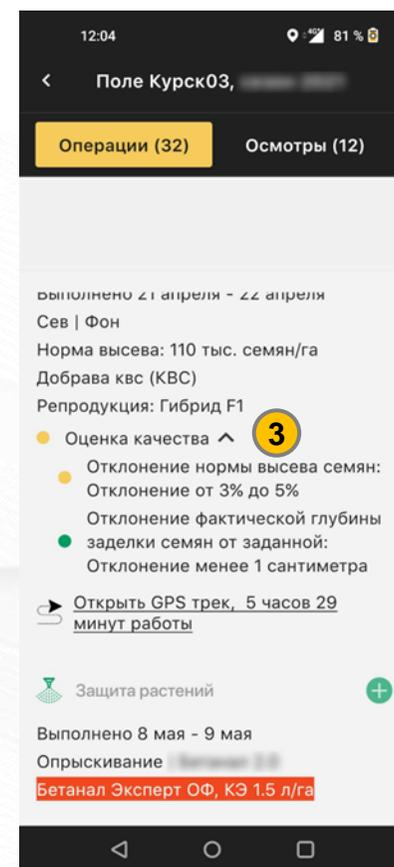 12:04
4G 81 %
Поле Курск03,
Операции (32)
Осмотры (12)
Выполнено 21 апреля - 22 апреля
Сев | Фон
Норма высева: 110 тыс. семян/га
Добрава квс (КВС)
Репродукция: Гибрид F1
Оценка качества
3
Отклонение нормы высева семян:
Отклонение от 3% до 5%
Отклонение фактической глубины
заделки семян от заданной:
Отклонение менее 1 сантиметра
Открыть GPS трек, 5 часов 29
минут работы
Защита растений
Выполнено 8 мая - 9 мая
Опрыскивание
Бетанал Эксперт ОФ, КЭ 1.5 л/га